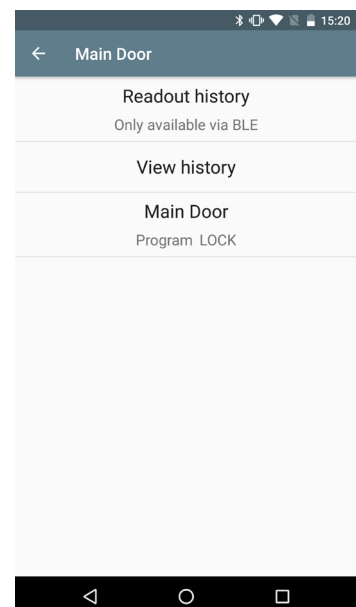 15:20
Main Door
Readout history
Only available via BLE
View history
Main Door
Program LOCK